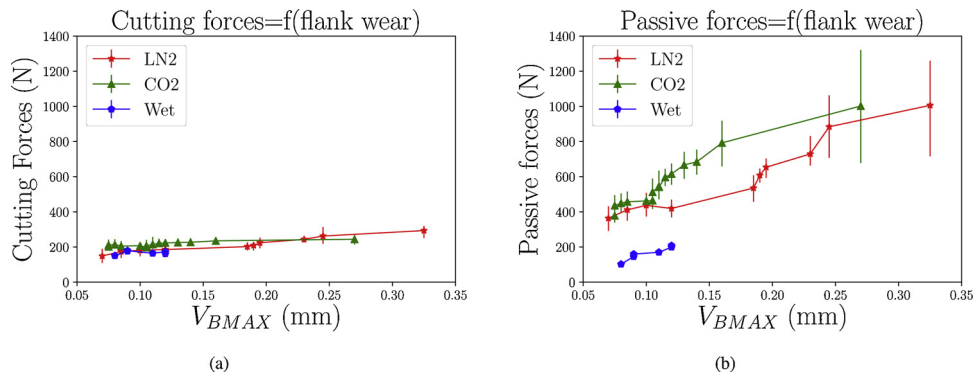 Cutting forces=f(flank wear)
1400
1200
1000
800
600
400
200
0
Cutting Forces (N)
LN2
CO2
Wet
0.05
0.10
0.15
0.20
0.25
0.30
0.35
V_BMAX (mm)
(a)
Passive forces=f(flank wear)
1400
1200
1000
800
600
400
200
0
Passive forces (N)
LN2
CO2
Wet
0.05
0.10
0.15
0.20
0.25
0.30
0.35
V_BMAX (mm)
(b)